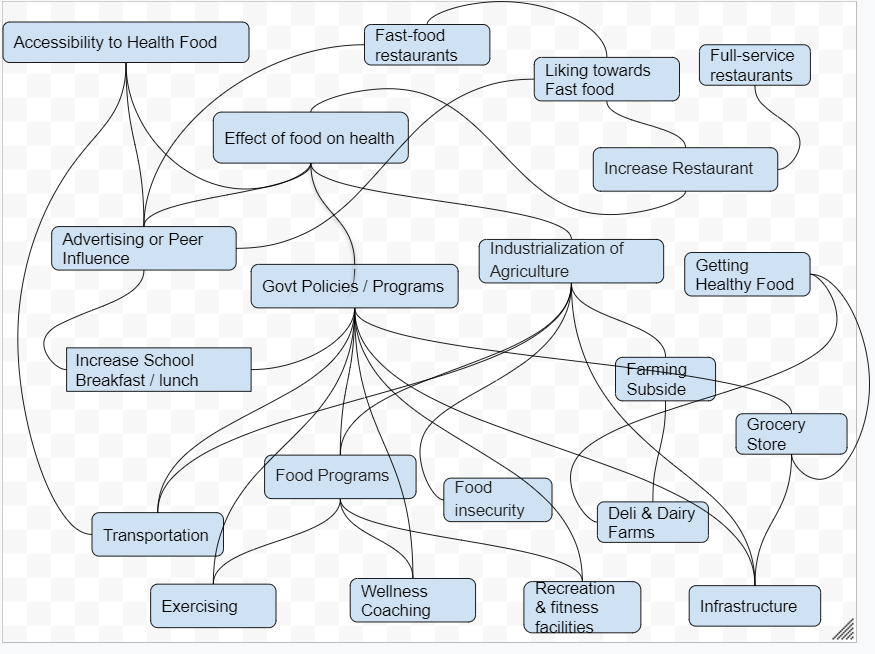 Accessibility to Health Food
Fast-food
restaurants
Liking towards
Fast food
Full-service
restaurants
Effect of food on health
Increase Restaurant
Advertising or Peer
Influence
Govt Policies / Programs
Industrialization of
Agriculture
Getting
Healthy Food
Increase School
Breakfast / lunch
Farming
Subside
Grocery
Store
Food Programs
Food
insecurity
Deli & Dairy
Farms
Transportation
Exercising
Wellness
Coaching
Recreation
& fitness
facilities
Infrastructure